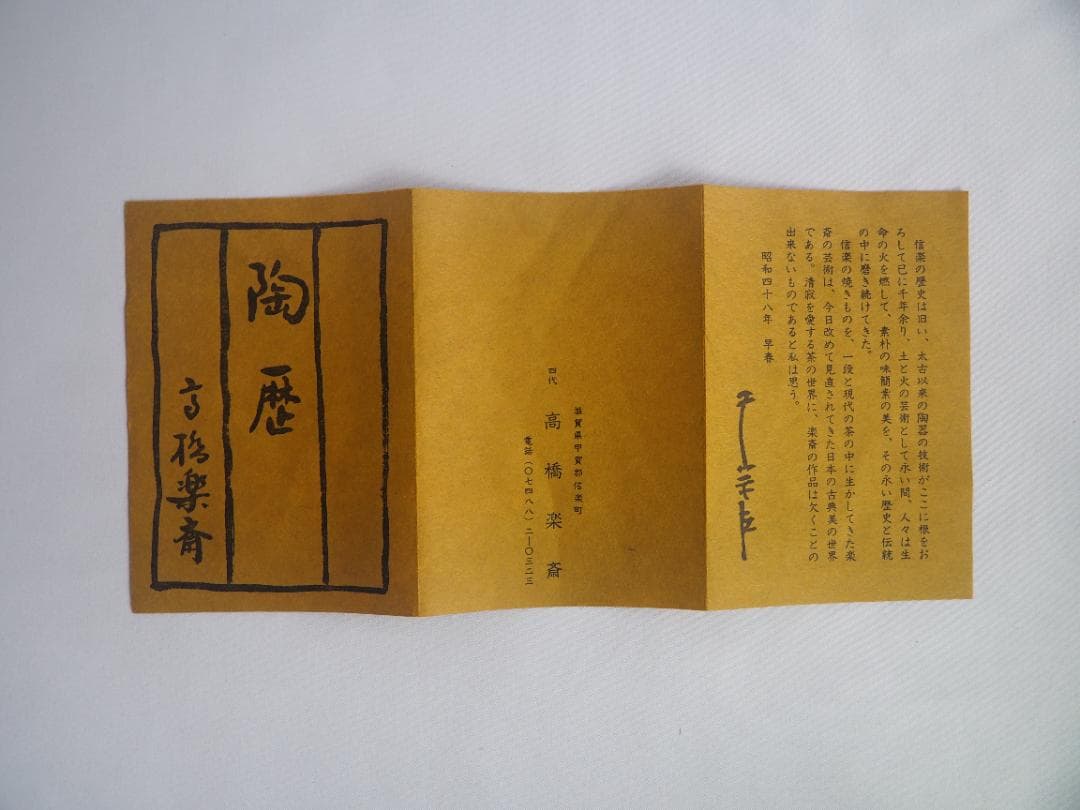 信楽の歴史は旧い、太古以来の陶器の技術がここに根をお
ろして已に千年余り、土と火の芸術として永い間、人々は生
命の火を燃して、素朴の味簡素の美を、その永い歴史と伝統
の中に磨き続けてきた。
信楽の焼きものを、一段と現代の茶の中に生かしてきた楽
斎の芸術は、今日改めて見直されてきた日本の古典美の世界
である。清寂を愛する茶の世界に、楽斎の作品は欠くことの
出来ないものであると私は思う。
昭和四十八年 早春
滋賀県甲賀郡信楽町
四代 高橋楽斎
電話(〇七四八八)二ー〇三二三
陶歴
高橋楽斎